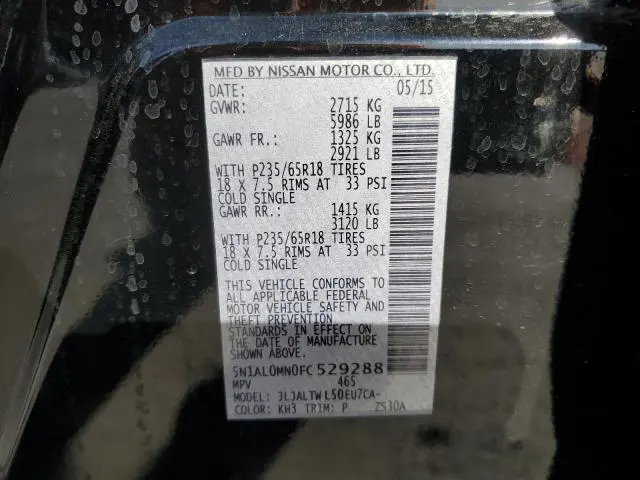 MFD BY NISSAN MOTOR CO., LTD.
DATE: 05/15
GVWR: 2715 KG
5986 LB
GAWR FR.: 1325 KG
2921 LB
WITH P235/65R18 TIRES
18 X 7.5 RIMS AT 33 PSI
COLD SINGLE
GAWR RR.: 1415 KG
3120 LB
WITH P235/65R18 TIRES
18 X 7.5 RIMS AT 33 PSI
COLD SINGLE
THIS VEHICLE CONFORMS TO
ALL APPLICABLE FEDERAL
MOTOR VEHICLE SAFETY AND
THEFT PREVENTION
STANDARDS IN EFFECT ON
THE DATE OF MANUFACTURE
SHOWN ABOVE.
5N1AL0MN0FC529288
MPV 465
MODEL: JLJALTWL50EU7CA-
COLOR: KH3 TRIM: P ZS30A